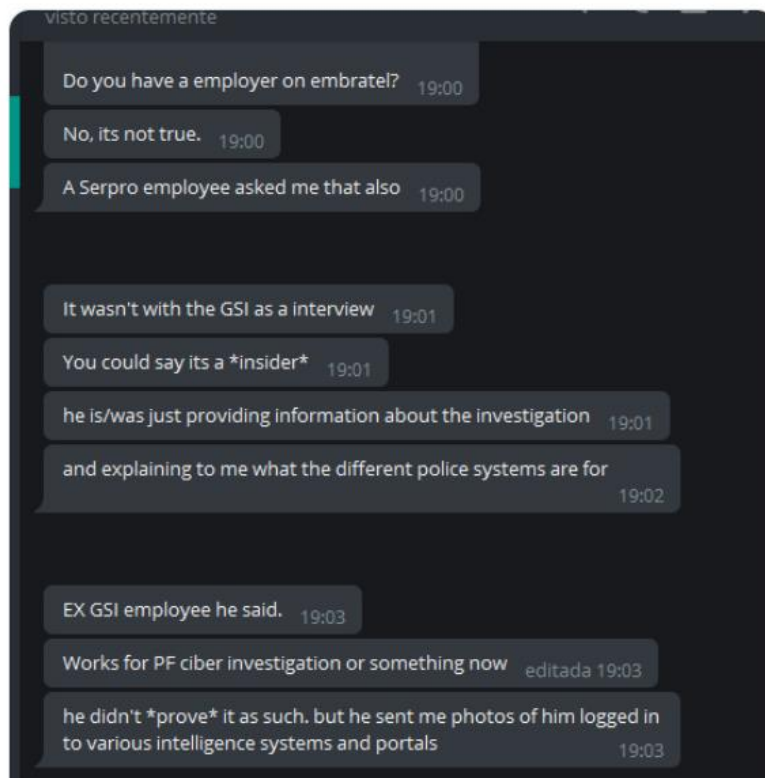 visto recentemente
Do you have a employer on embratel? 19:00
No, its not true. 19:00
A Serpro employee asked me that also 19:00
It wasn't with the GSI as a interview 19:01
You could say its a *insider* 19:01
he is/was just providing information about the investigation 19:01
and explaining to me what the different police systems are for
19:02
EX GSI employee he said. 19:03
Works for PF ciber investigation or something now editada 19:03
he didn't *prove* it as such. but he sent me photos of him logged in
to various intelligence systems and portals 19:03